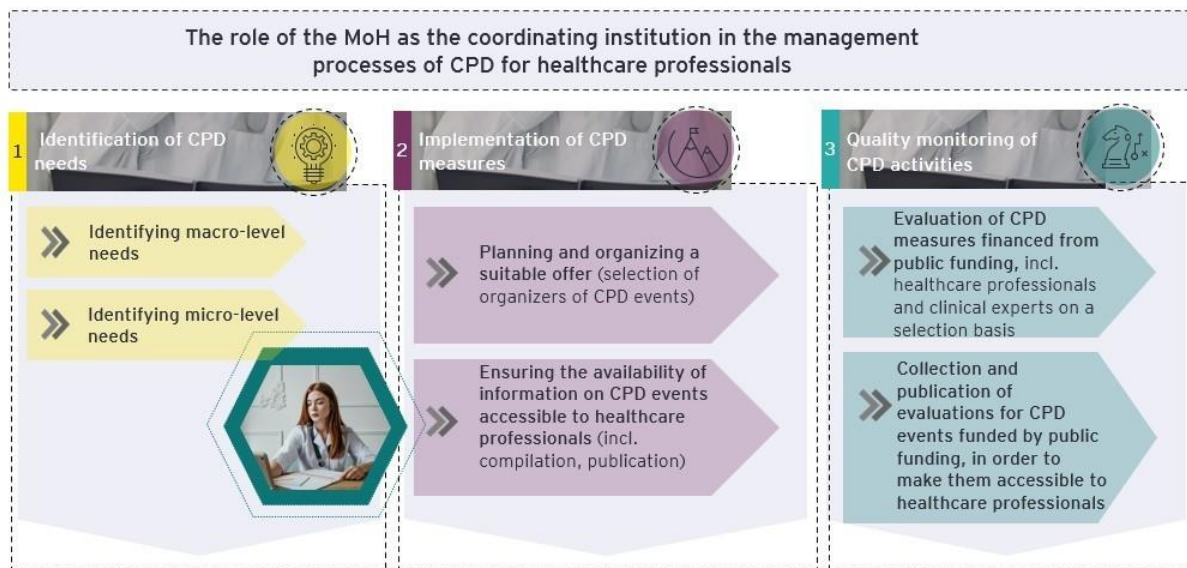 The role of the MoH as the coordinating institution in the management
processes of CPD for healthcare professionals
1 Identification of CPD
needs
Identifying macro-level
needs
Identifying micro-level
needs
2 Implementation of CPD
measures
Planning and organizing a
suitable offer (selection of
organizers of CPD events)
Ensuring the availability of
information on CPD events
accessible to healthcare
professionals (incl.
compilation, publication)
3 Quality monitoring of
CPD activities
Evaluation of CPD
measures financed from
public funding, incl.
healthcare professionals
and clinical experts on a
selection basis
Collection and
publication of
evaluations for CPD
events funded by public
funding, in order to
make them accessible to
healthcare professionals